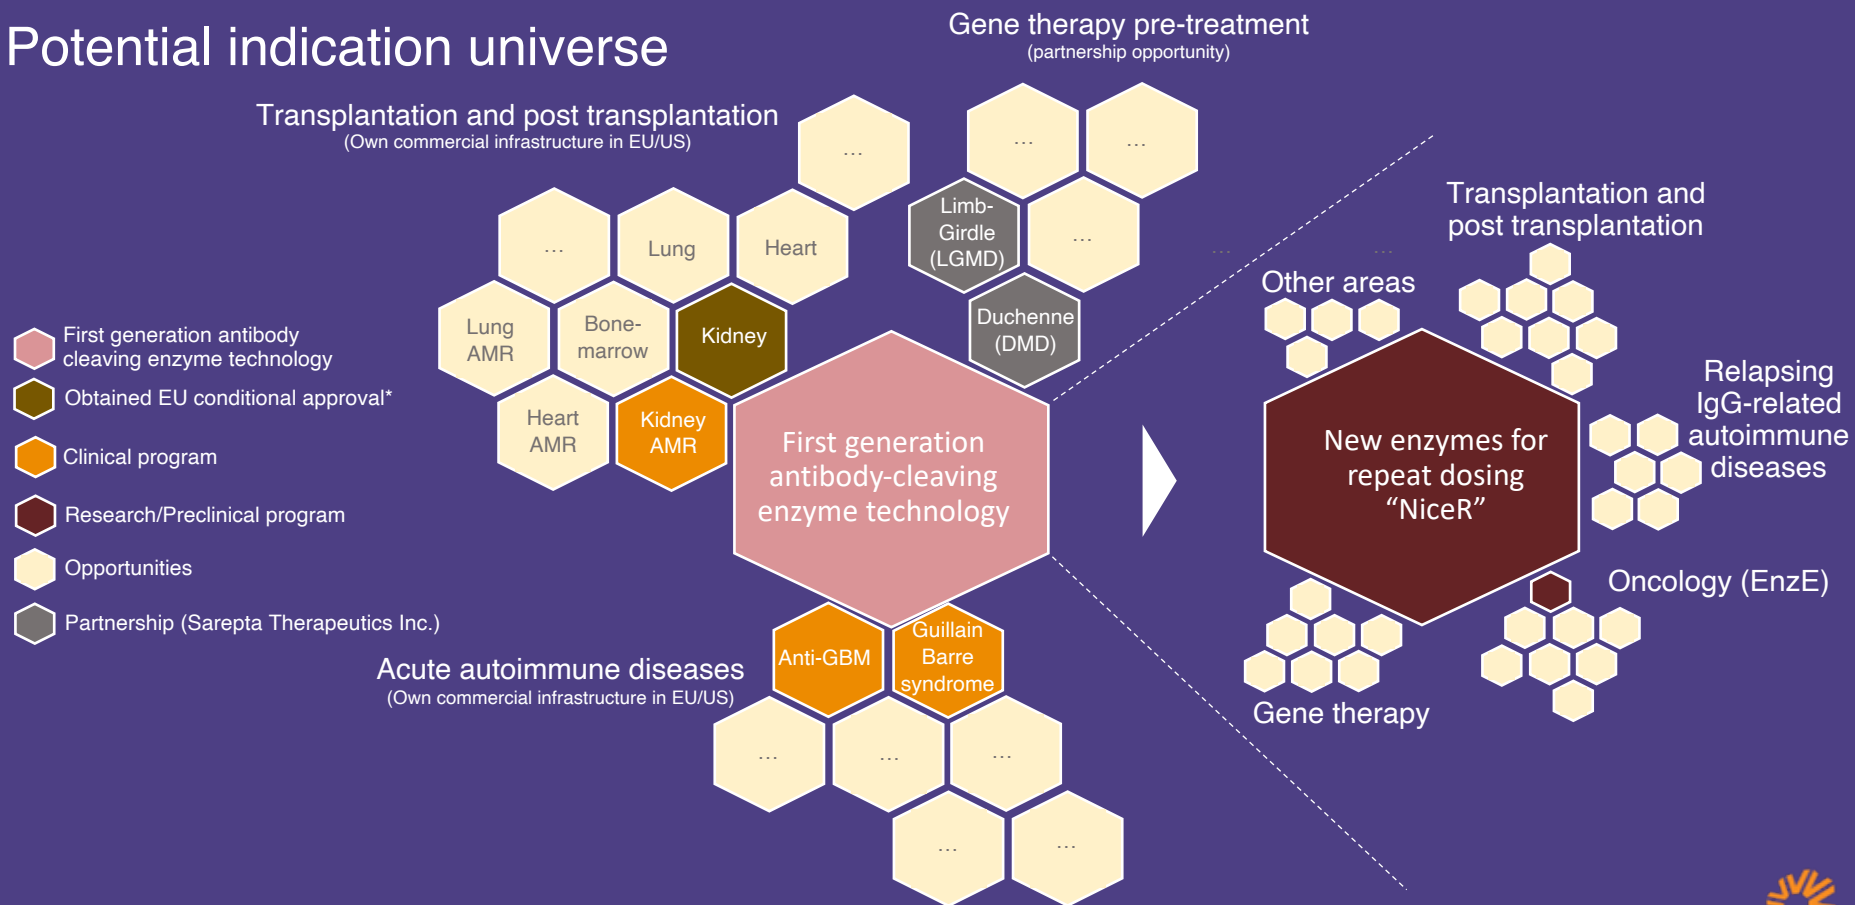 Potential indication universe
Gene therapy pre-treatment
(partnership opportunity)
Transplantation and post transplantation
(Own commercial infrastructure in EU/US)
...
...
...
Limb-
Girdle
(LGMD)
...
Duchenne
(DMD)
...
Lung
Heart
Lung
AMR
Bone-
marrow
Kidney
Heart
AMR
Kidney
AMR
First generation antibody
cleaving enzyme technology
Obtained EU conditional approval*
Clinical program
Research/Preclinical program
Opportunities
Partnership (Sarepta Therapeutics Inc.)
First generation
antibody-cleaving
enzyme technology
Acute autoimmune diseases
(Own commercial infrastructure in EU/US)
Anti-GBM
Guillain
Barre
syndrome
...
...
...
...
...
...
...
Transplantation and
post transplantation
Other areas
Relapsing
IgG-related
autoimmune
diseases
New enzymes for
repeat dosing
“NiceR”
Oncology (EnzE)
Gene therapy